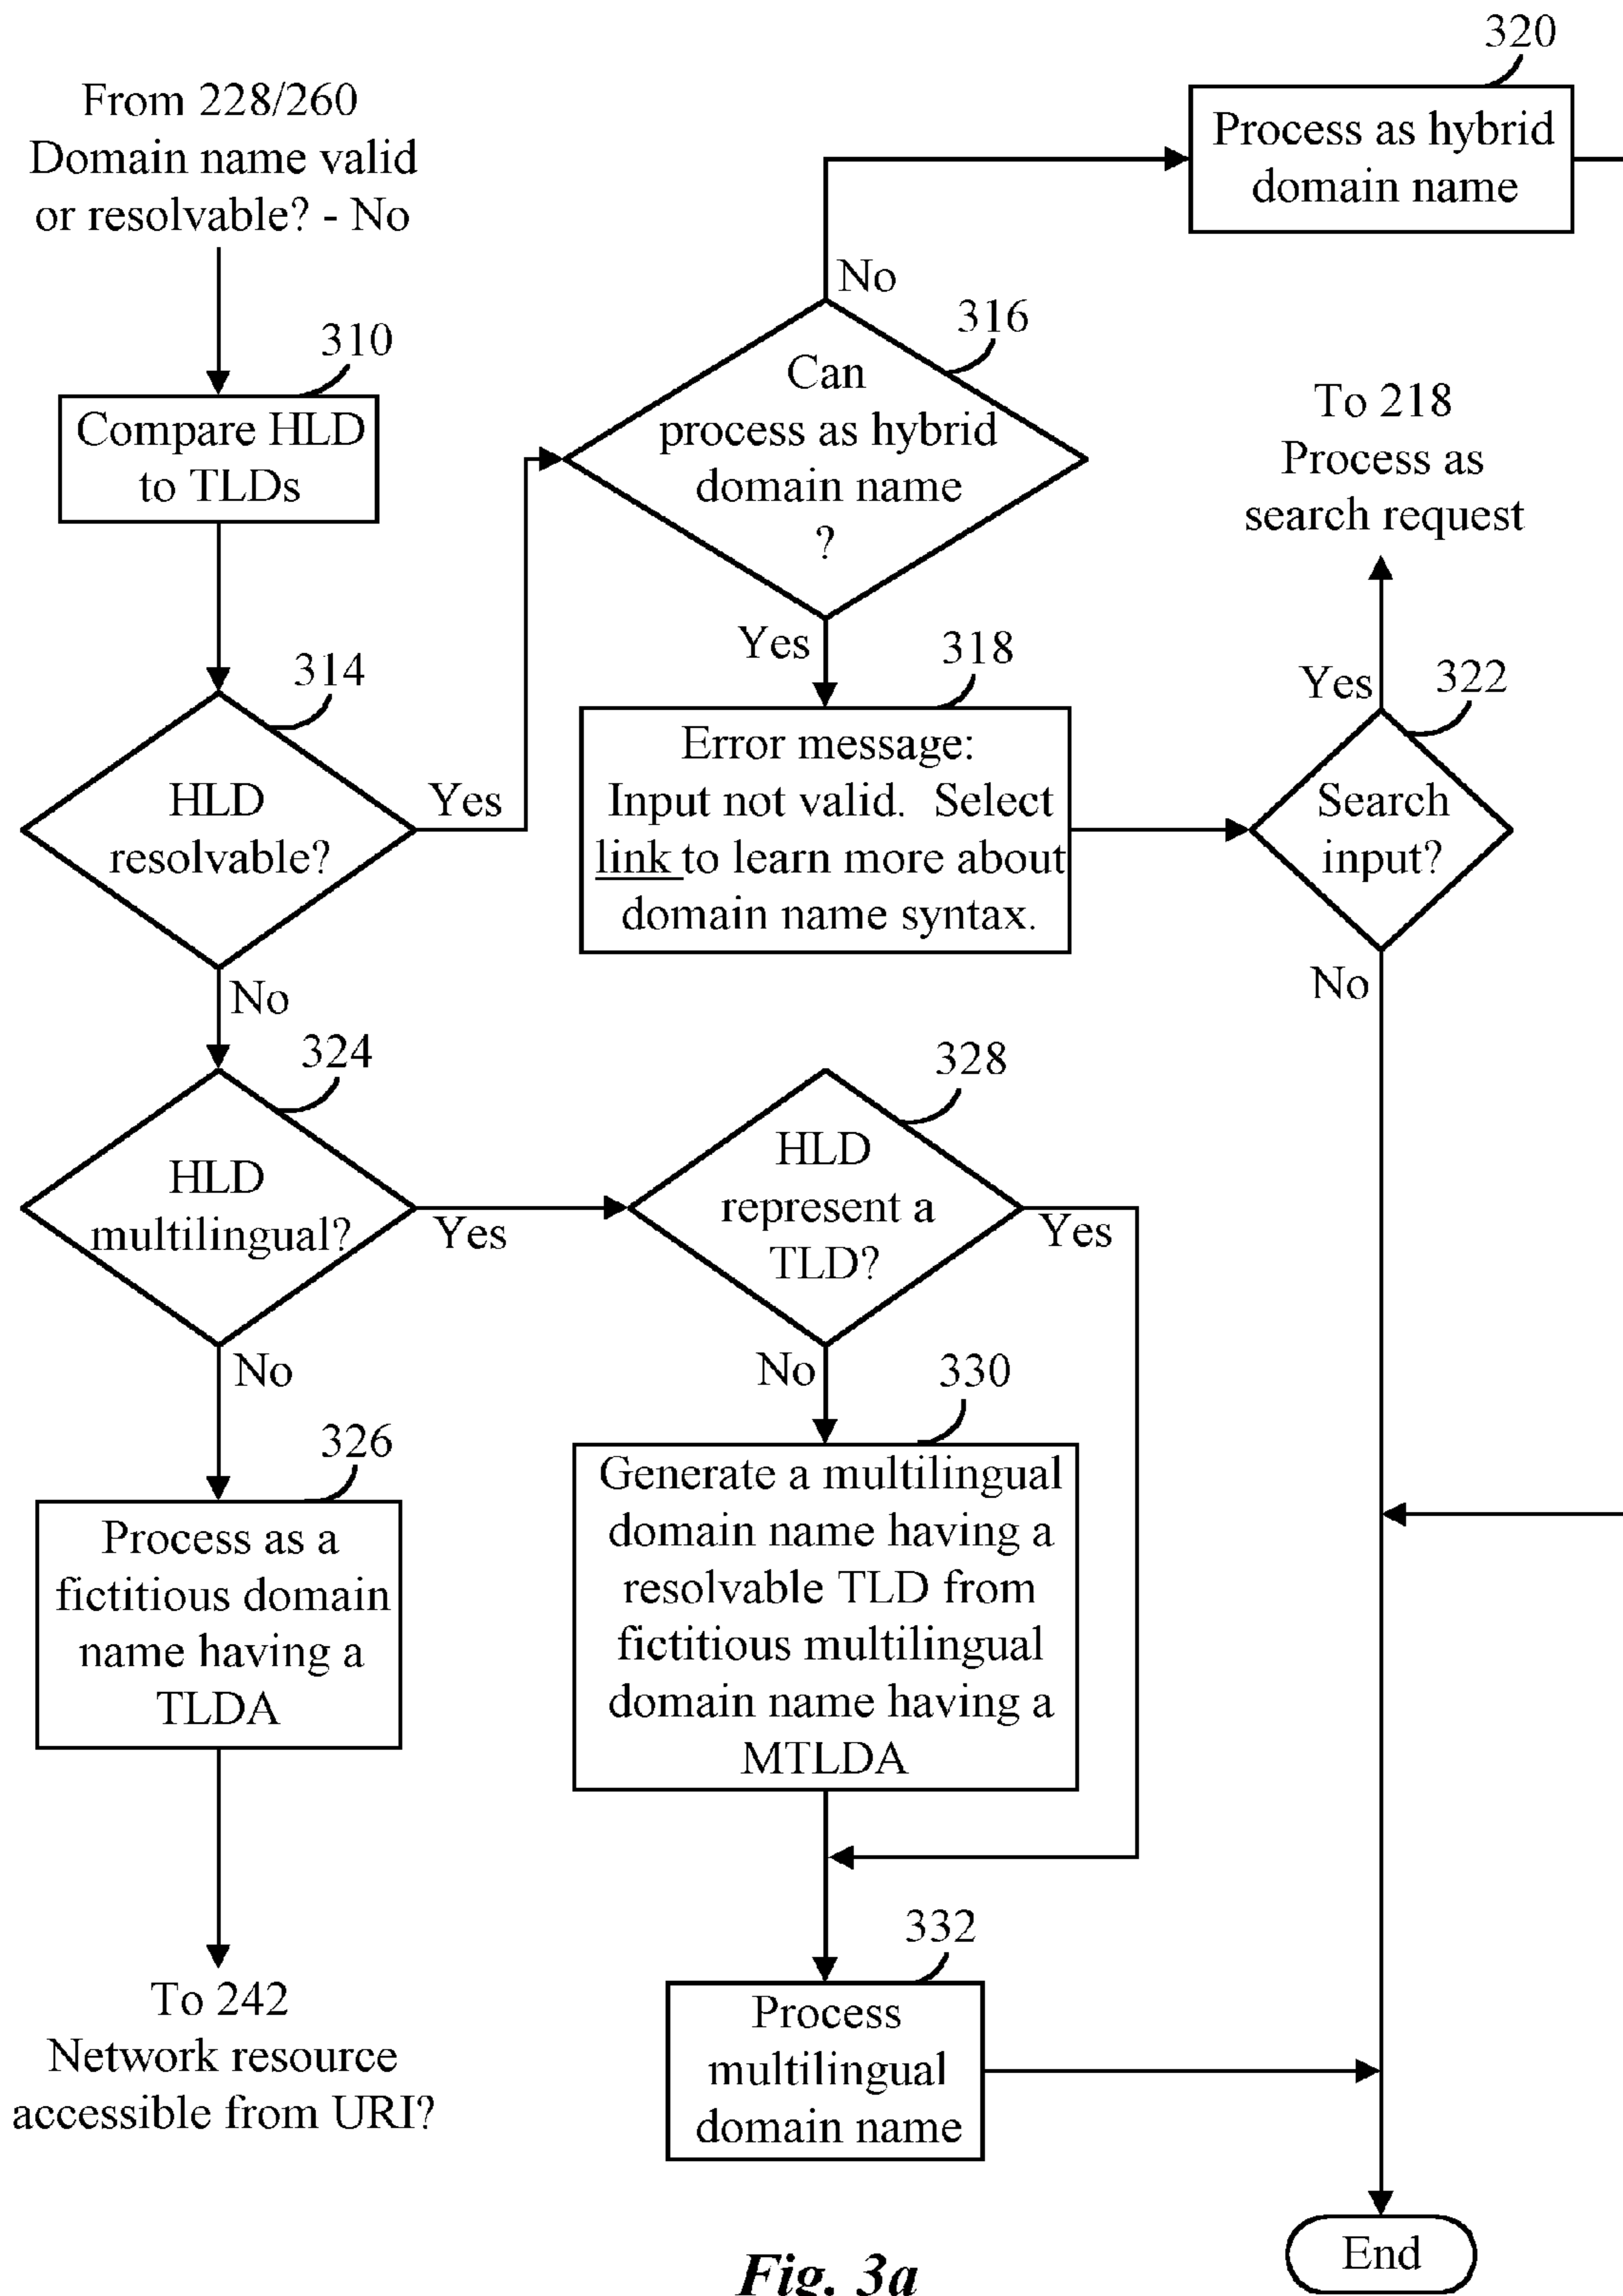 320
From 228/260
Domain name valid
or resolvable? - No
Process as hybrid
domain name
No
316
310
Can
process as hybrid
domain name
?
To 218
Process as
search request
Compare HLD
to TLDs
Yes
318
314
Yes
322
Error message:
Input not valid. Select
link to learn more about
domain name syntax.
HLD
resolvable?
Yes
Search
input?
No
No
324
328
HLD
multilingual?
Yes
HLD
represent a
TLD?
Yes
No
No
330
326
Generate a multilingual
domain name having a
resolvable TLD from
fictitious multilingual
domain name having a
MTLDA
Process as a
fictitious domain
name having a
TLDA
332
To 242
Network resource
accessible from URI?
Process
multilingual
domain name
End
Fig. 3a